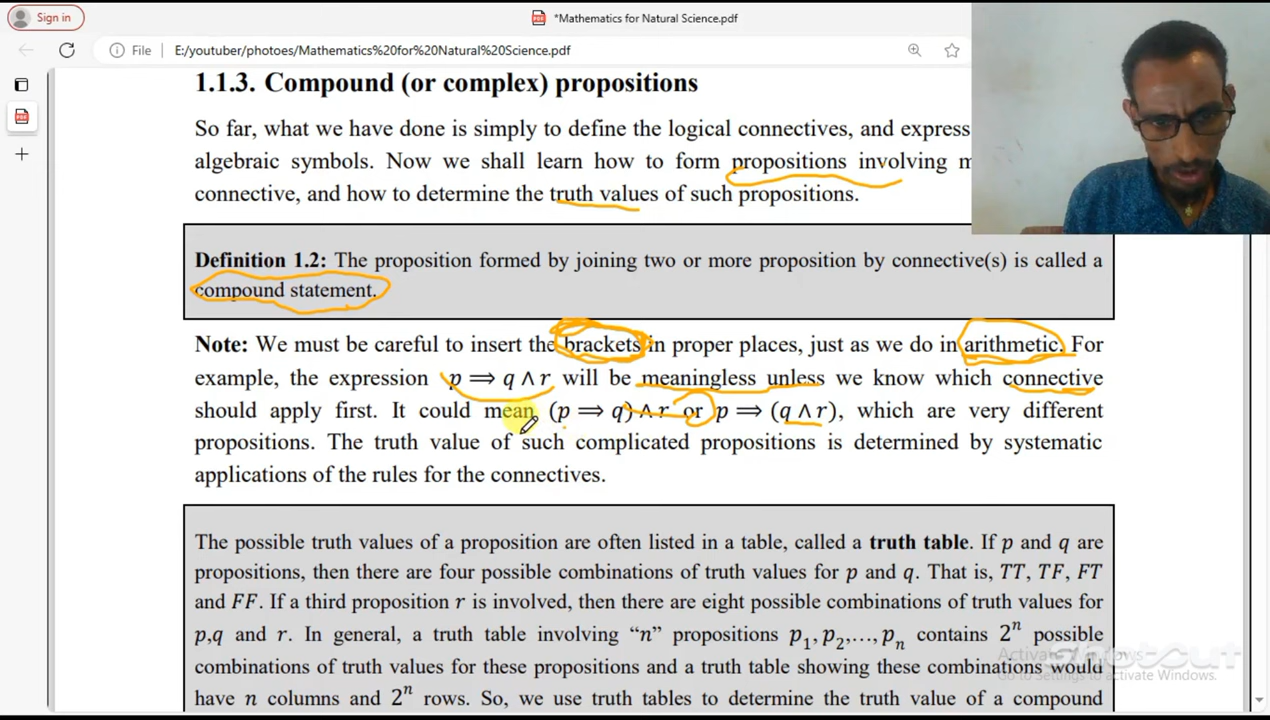 Sign in
*Mathematics for Natural Science.pdf
File E:/youtuber/photoes/Mathematics%20for%20Natural%20Science.pdf
1.1.3. Compound (or complex) propositions
So far, what we have done is simply to define the logical connectives, and express
algebraic symbols. Now we shall learn how to form propositions involving m
connective, and how to determine the truth values of such propositions.
Definition 1.2: The proposition formed by joining two or more proposition by connective(s) is called a
compound statement.
Note: We must be careful to insert the brackets in proper places, just as we do in arithmetic. For
example, the expression p ⟹ q ∧ r will be meaningless unless we know which connective
should apply first. It could mean (p ⟹ q) ∧ r or p ⟹ (q ∧ r), which are very different
propositions. The truth value of such complicated propositions is determined by systematic
applications of the rules for the connectives.
The possible truth values of a proposition are often listed in a table, called a truth table. If p and q are
propositions, then there are four possible combinations of truth values for p and q. That is, TT, TF, FT
and FF. If a third proposition r is involved, then there are eight possible combinations of truth values for
p,q and r. In general, a truth table involving “n” propositions p₁, p₂,…, pₙ contains 2ⁿ possible
combinations of truth values for these propositions and a truth table showing these combinations would
have n columns and 2ⁿ rows. So, we use truth tables to determine the truth value of a compound
Activate Windows
Go to Settings to activate Windows.